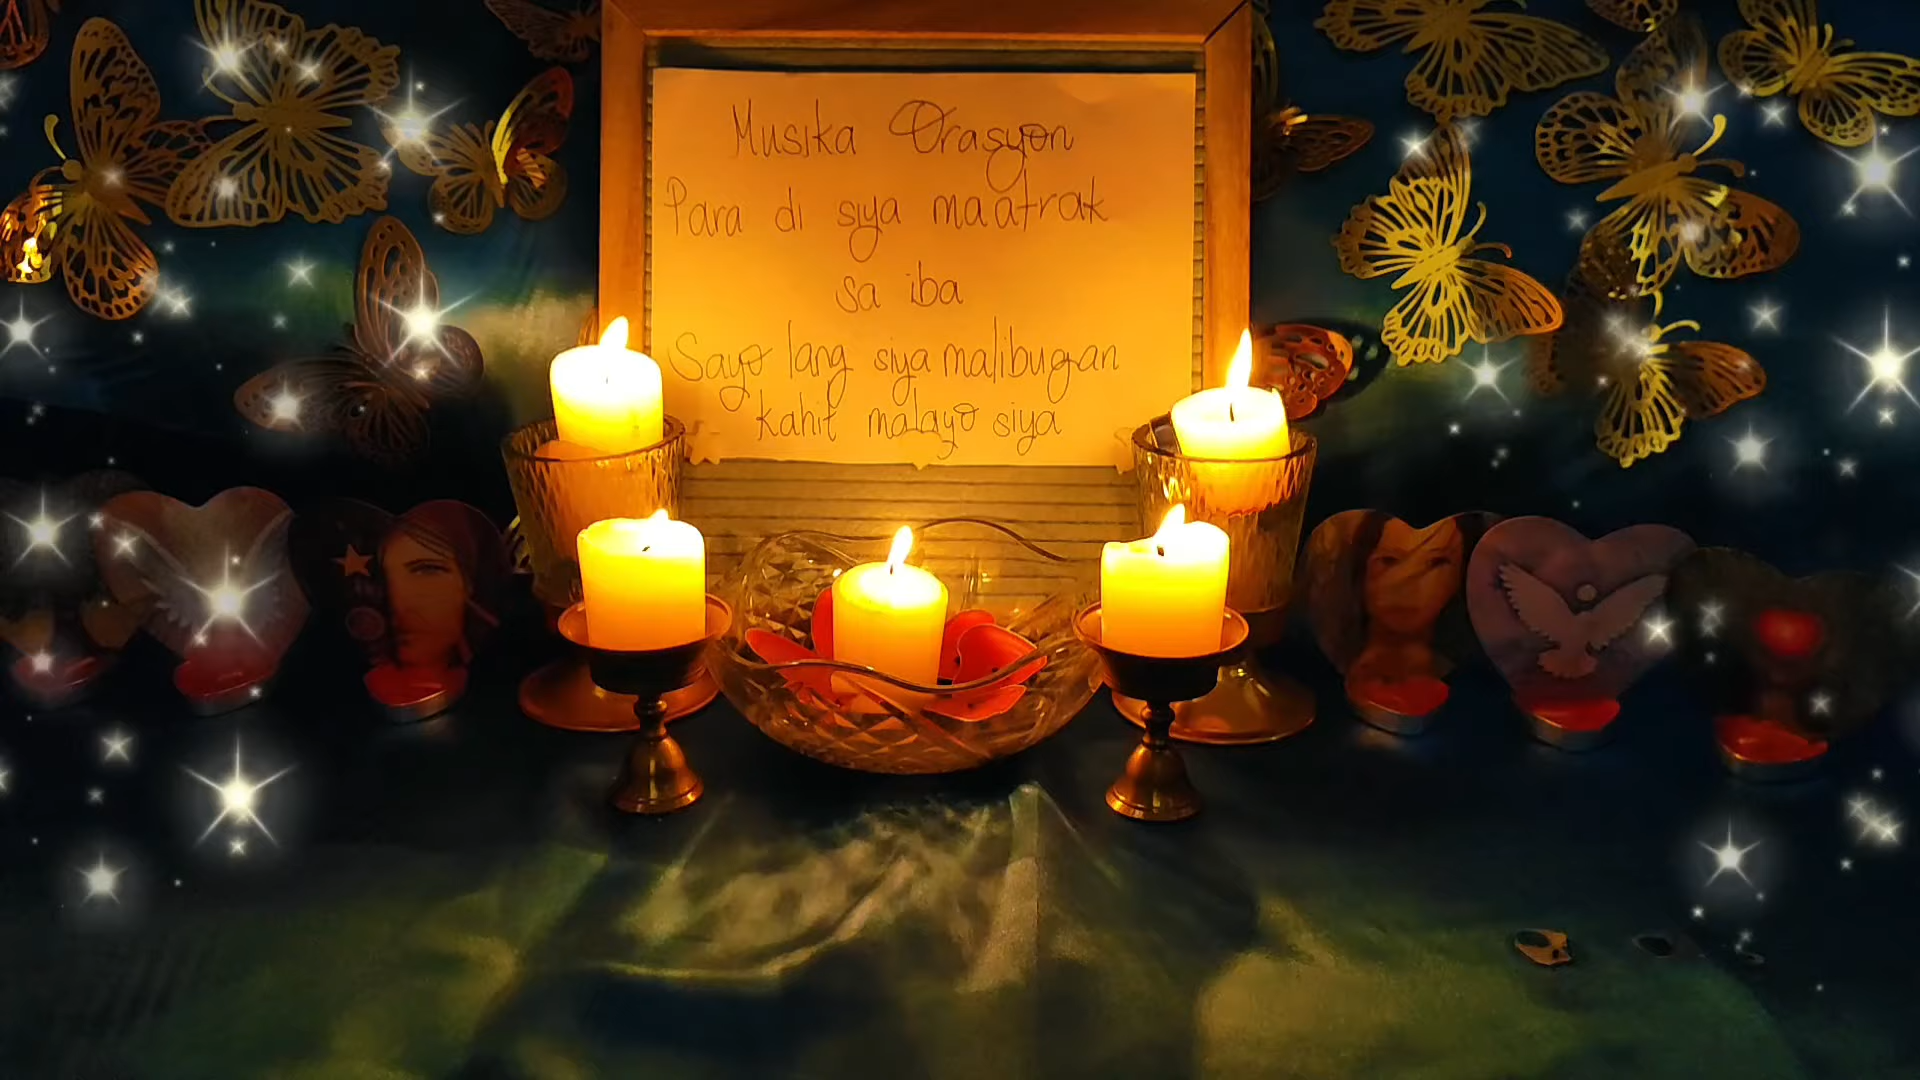 Musika Orasyon
Para di siya maatrak
sa iba
Sayo lang siya malibugan
kahit malayo siya